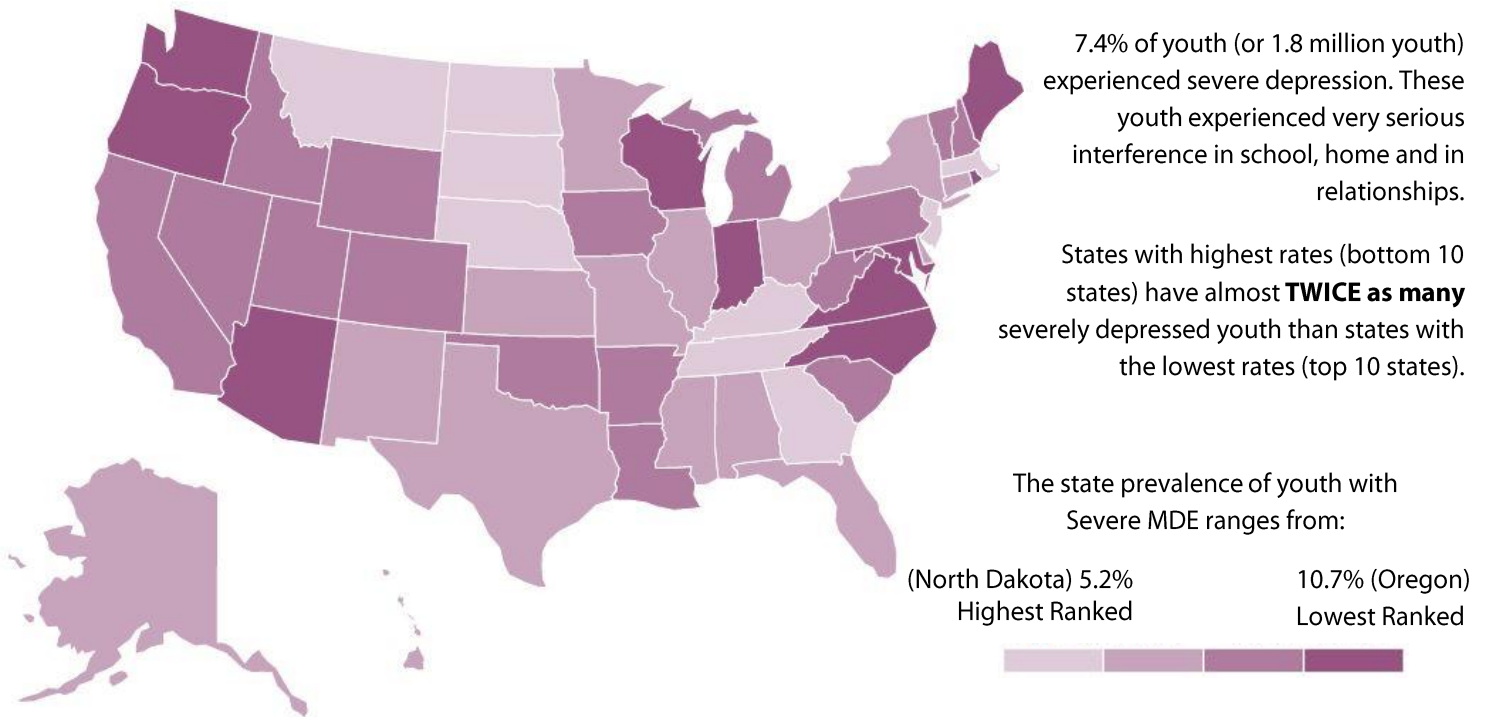 7.4% of youth (or 1.8 million youth)
experienced severe depression. These
youth experienced very serious
interference in school, home and in
relationships.
States with highest rates (bottom 10
states) have almost TWICE as many
severely depressed youth than states with
the lowest rates (top 10 states).
The state prevalence of youth with
Severe MDE ranges from:
(North Dakota) 5.2%
Highest Ranked
10.7% (Oregon)
Lowest Ranked